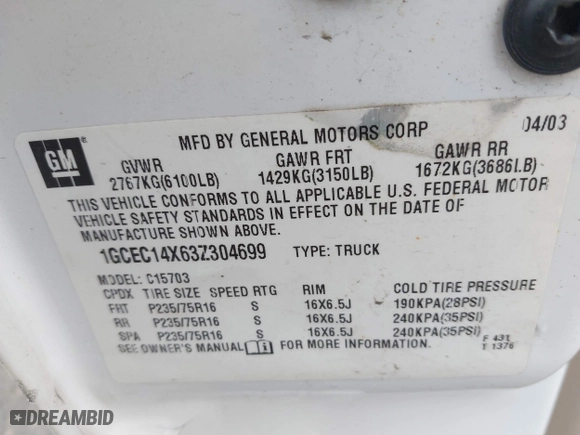 GM
MFD BY GENERAL MOTORS CORP 04/03
GVWR GAWR FRT GAWR RR
2767KG(6100LB) 1429KG(3150LB) 1672KG(3686LB)
THIS VEHICLE CONFORMS TO ALL APPLICABLE U.S. FEDERAL MOTOR
VEHICLE SAFETY STANDARDS IN EFFECT ON THE DATE OF
MANUFACTURE SHOWN ABOVE.
1GCEC14X63Z304699 TYPE: TRUCK
MODEL: C15703
CPDX TIRE SIZE SPEED RTG RIM COLD TIRE PRESSURE
FRT P235/75R16 S 16X6.5J 190KPA(28PSI)
RR P235/75R16 S 16X6.5J 240KPA(35PSI)
SPA P235/75R16 S 16X6.5J 240KPA(35PSI)
SEE OWNER'S MANUAL FOR MORE INFORMATION.
F 431
T 1376
DREAMBID